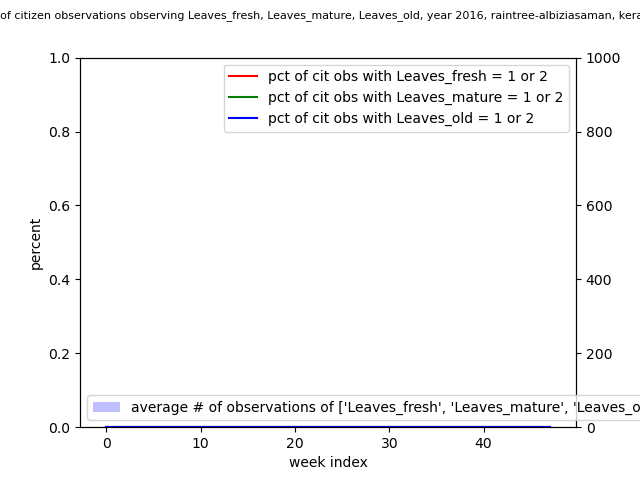 of citizen observations observing Leaves_fresh, Leaves_mature, Leaves_old, year 2016, raintree-albiziasaman, kera
1.0
0.8
0.6
0.4
0.2
0.0
percent
pct of cit obs with Leaves_fresh = 1 or 2
pct of cit obs with Leaves_mature = 1 or 2
pct of cit obs with Leaves_old = 1 or 2
average # of observations of ['Leaves_fresh', 'Leaves_mature', 'Leaves_o
1000
800
600
400
200
0
0 10 20 30 40
week index